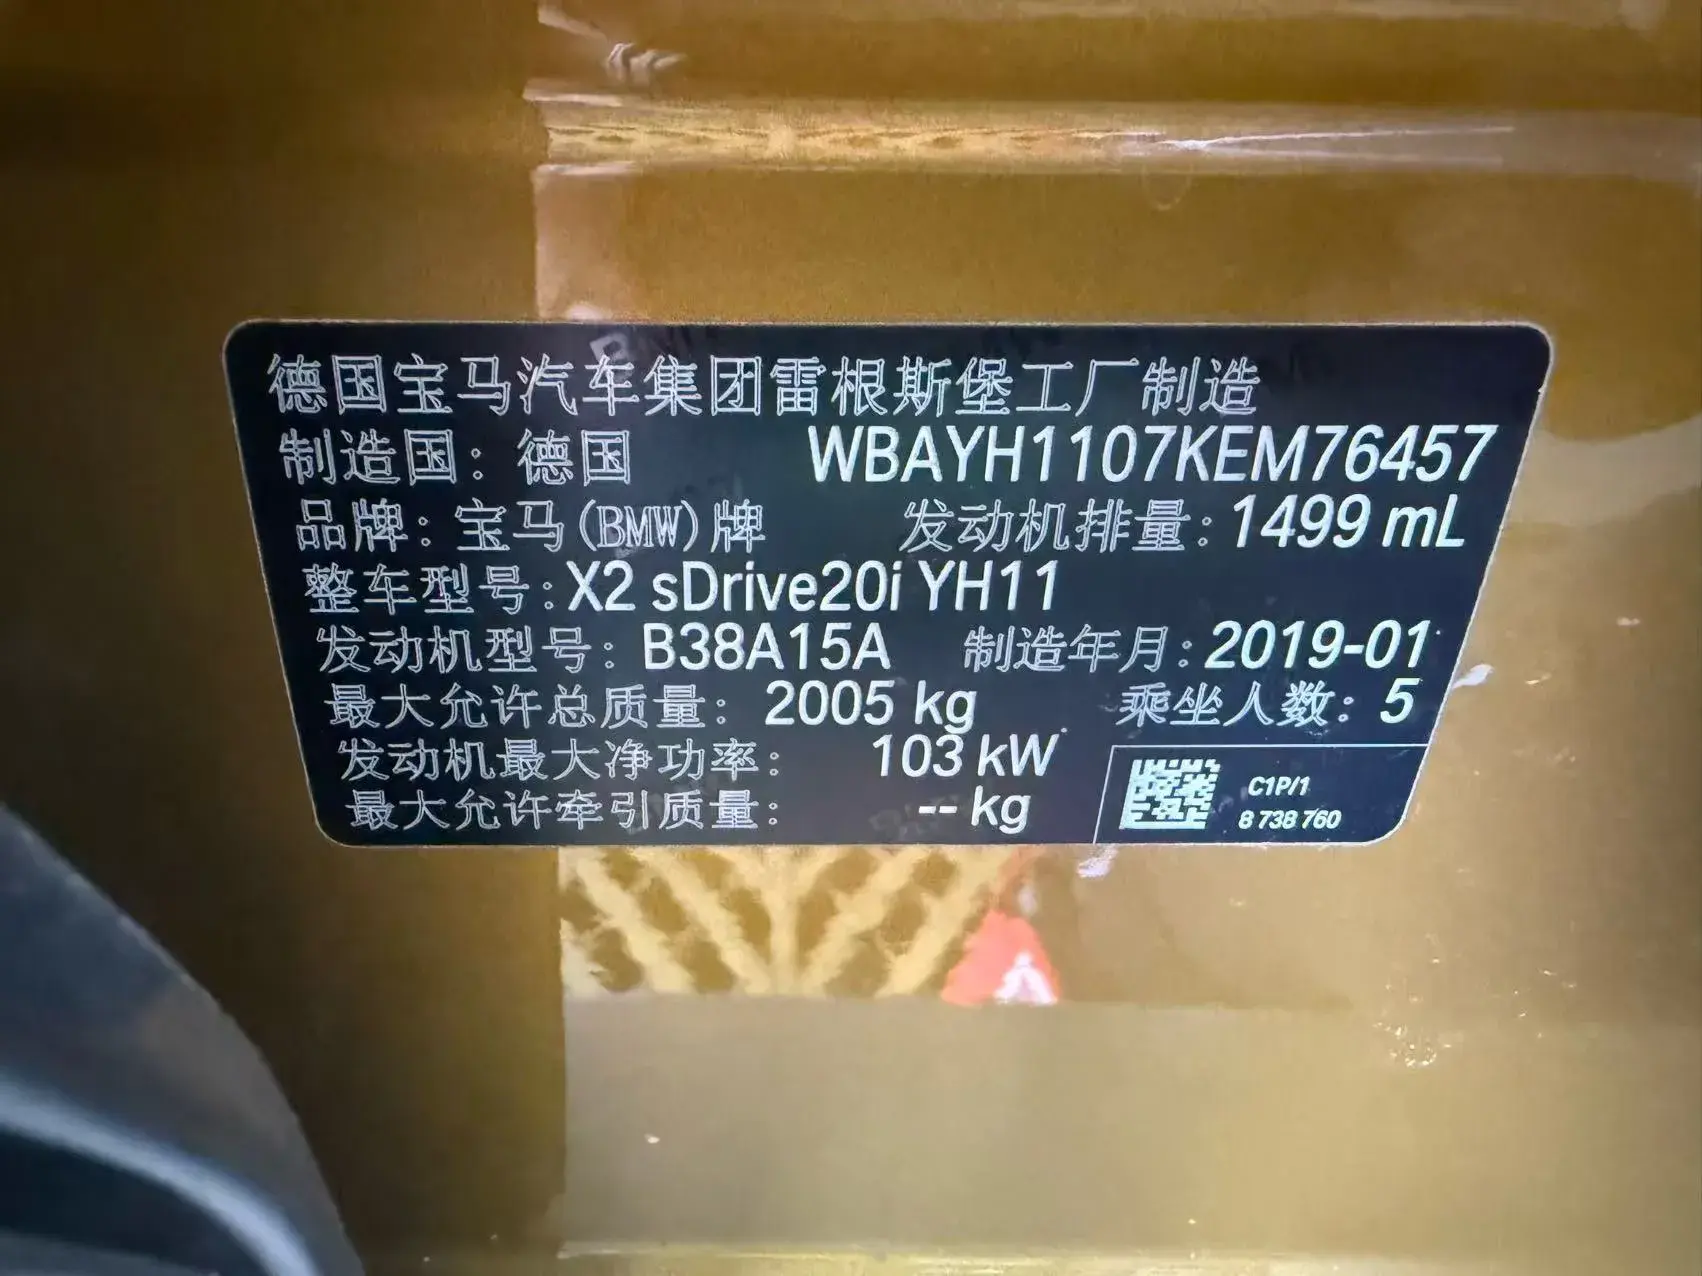 德国宝马汽车集团雷根斯堡工厂制造
制造国：德国 WBAYH1107KEM76457
品牌：宝马(BMW)牌 发动机排量：1499 mL
整车型号：X2 sDrive20i YH11
发动机型号：B38A15A 制造年月：2019-01
最大允许总质量：2005 kg 乘坐人数：5
发动机最大净功率：103 kW
最大允许牵引质量：-- kg
C1P/1
8 738 760